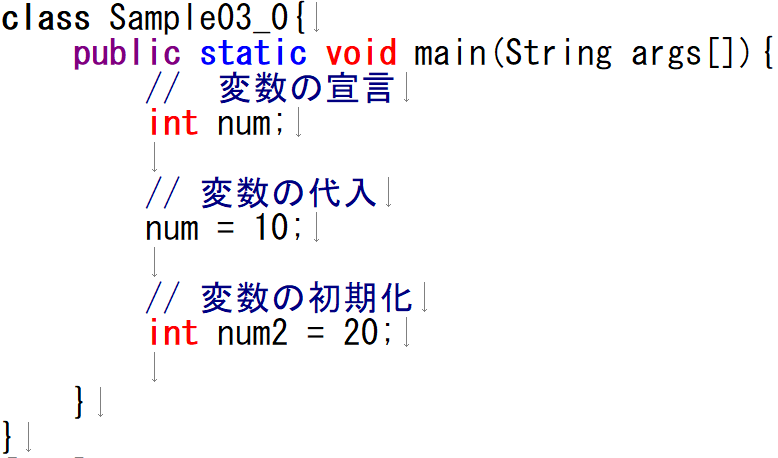 class Sample03_0{↓
public static void main(String args[]){
//　変数の宣言↓
int num;↓
↓
// 変数の代入↓
num = 10;↓
↓
// 変数の初期化↓
int num2 = 20;↓
↓
}↓
}↓